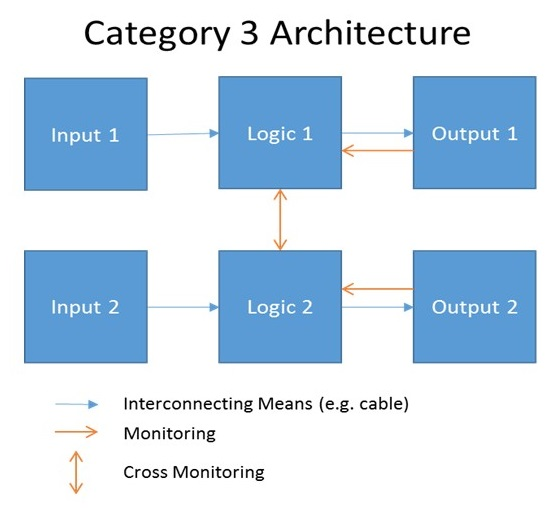 Category 3 Architecture
Input 1
Logic 1
Output 1
Input 2
Logic 2
Output 2
Interconnecting Means (e.g. cable)
Monitoring
Cross Monitoring